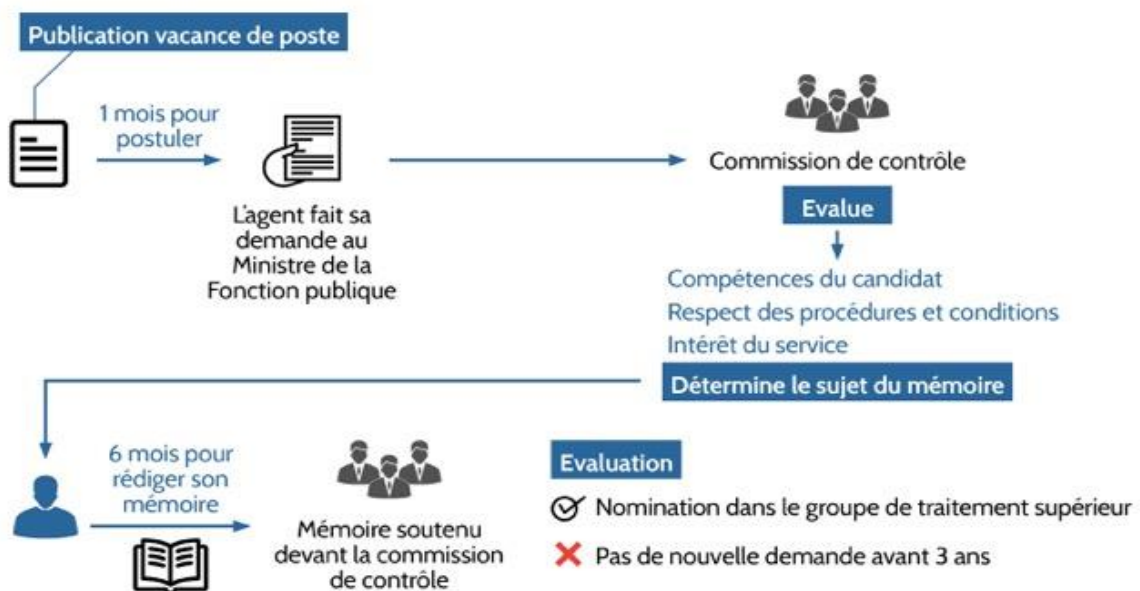 Publication vacance de poste
1 mois pour
postuler
L'agent fait sa
demande au
Ministre de la
Fonction publique
Commission de contrôle
Evalue
Compétences du candidat
Respect des procédures et conditions
Intérêt du service
Détermine le sujet du mémoire
6 mois pour
rédiger son
mémoire
Mémoire soutenu
devant la commission
de contrôle
Evaluation
Nomination dans le groupe de traitement supérieur
Pas de nouvelle demande avant 3 ans